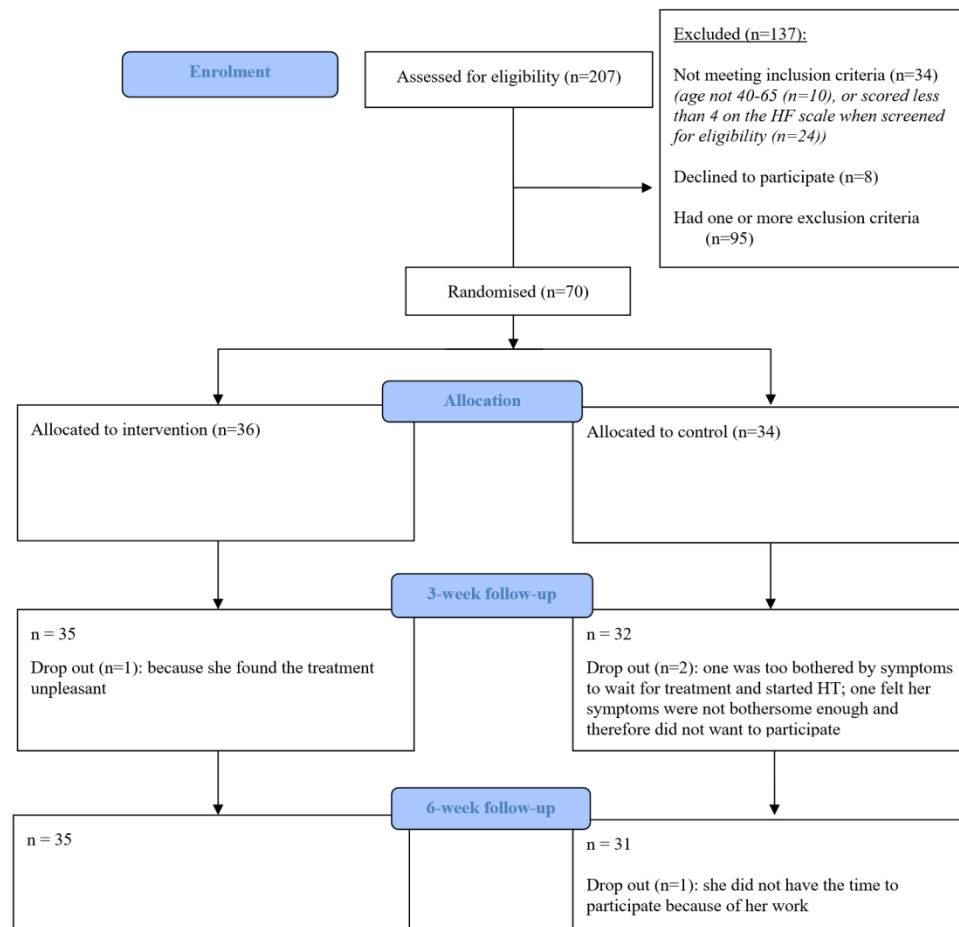 Enrolment
Assessed for eligibility (n=207)
Excluded (n=137):
Not meeting inclusion criteria (n=34)
(age not 40-65 (n=10), or scored less
than 4 on the HF scale when screened
for eligibility (n=24))
Declined to participate (n=8)
Had one or more exclusion criteria
(n=95)
Randomised (n=70)
Allocation
Allocated to intervention (n=36)
Allocated to control (n=34)
3-week follow-up
n = 35
Drop out (n=1): because she found the treatment
unpleasant
n = 32
Drop out (n=2): one was too bothered by symptoms
to wait for treatment and started HT; one felt her
symptoms were not bothersome enough and
therefore did not want to participate
6-week follow-up
n = 35
n = 31
Drop out (n=1): she did not have the time to
participate because of her work